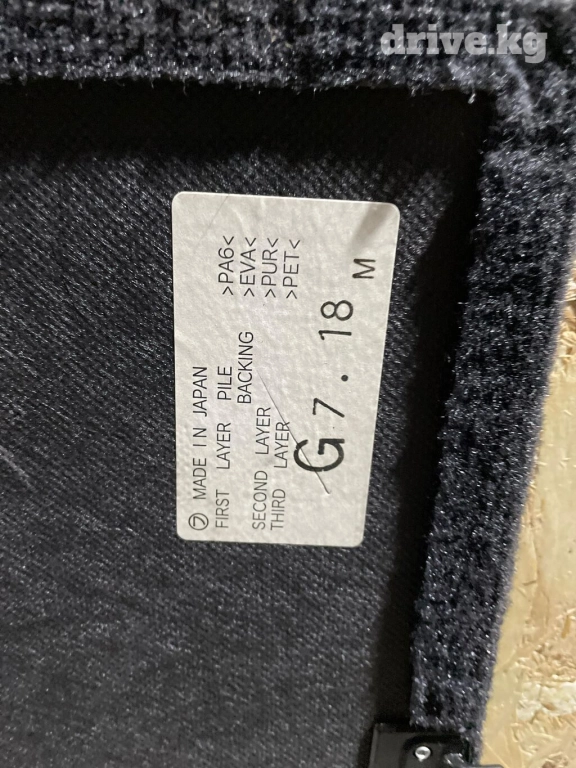 drive.kg
⑦ MADE IN JAPAN
FIRST LAYER PILE >PA6<
BACKING >EVA<
SECOND LAYER >PUR<
THIRD LAYER >PET<
G7.18 M